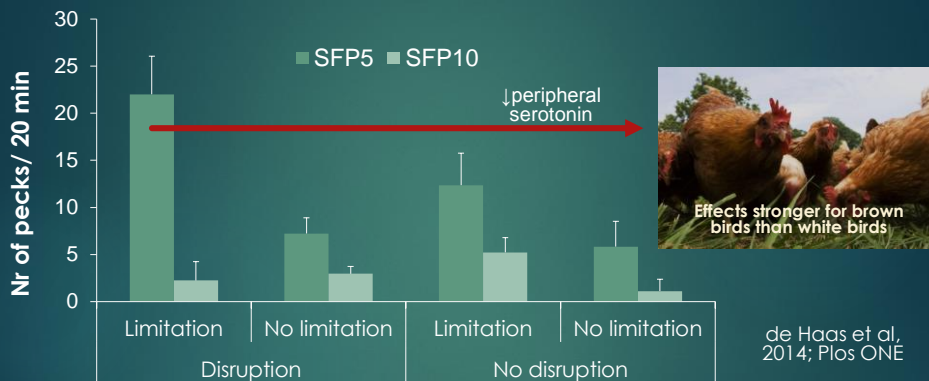 30
25
20
15
10
5
0
Nr of pecks/ 20 min
SFP5 SFP10
↓peripheral
serotonin
Effects stronger for brown
birds than white birds
Limitation No limitation Limitation No limitation
Disruption No disruption
de Haas et al,
2014; Plos ONE